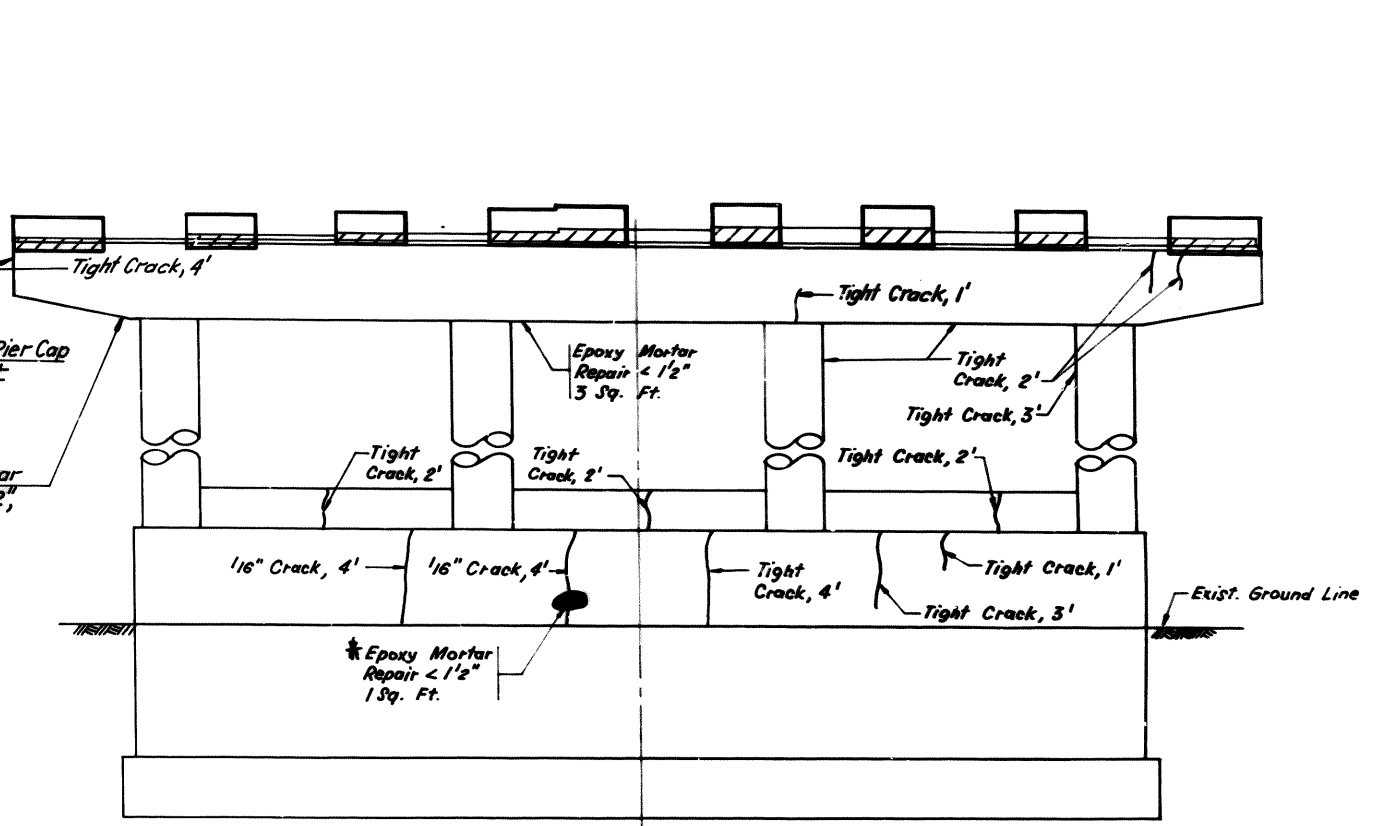 Tight Crack, 4'
Tight Crack, 1'
Pier Cap
Epoxy Mortar
Repair < 1'2"
3 Sq. Ft.
Tight
Crack, 2'
Tight Crack, 3'
Tight
Crack, 2'
Tight
Crack, 2'
Tight Crack, 2'
ar
2",
1/16" Crack, 4'
1/16" Crack, 4'
Tight
Crack, 4'
Tight Crack, 1'
Tight Crack, 3'
Exist. Ground Line
* Epoxy Mortar
Repair < 1'2"
1 Sq. Ft.